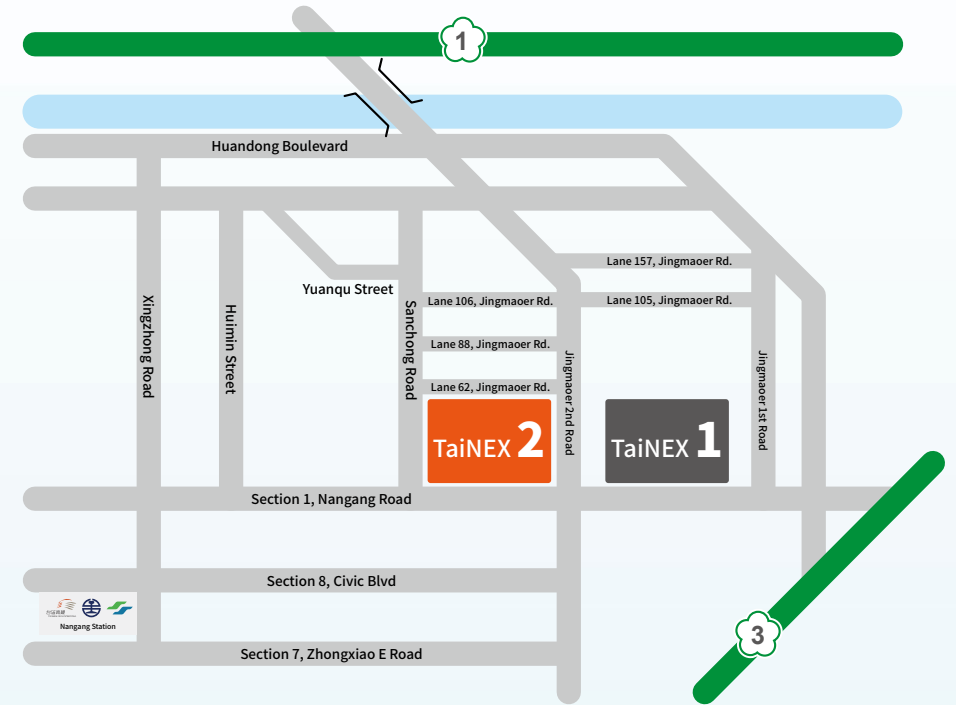 1
Huandong Boulevard
Lane 157, Jingmaoer Rd.
Yuanqu Street
Lane 106, Jingmaoer Rd.
Lane 105, Jingmaoer Rd.
Xingzhong Road
Huimin Street
Sanchong Road
Lane 88, Jingmaoer Rd.
Jingmaoer 2nd Road
Jingmaoer 1st Road
Lane 62, Jingmaoer Rd.
TaiNEX 2
TaiNEX 1
Section 1, Nangang Road
Section 8, Civic Blvd
Nangang Station
3
Section 7, Zhongxiao E Road